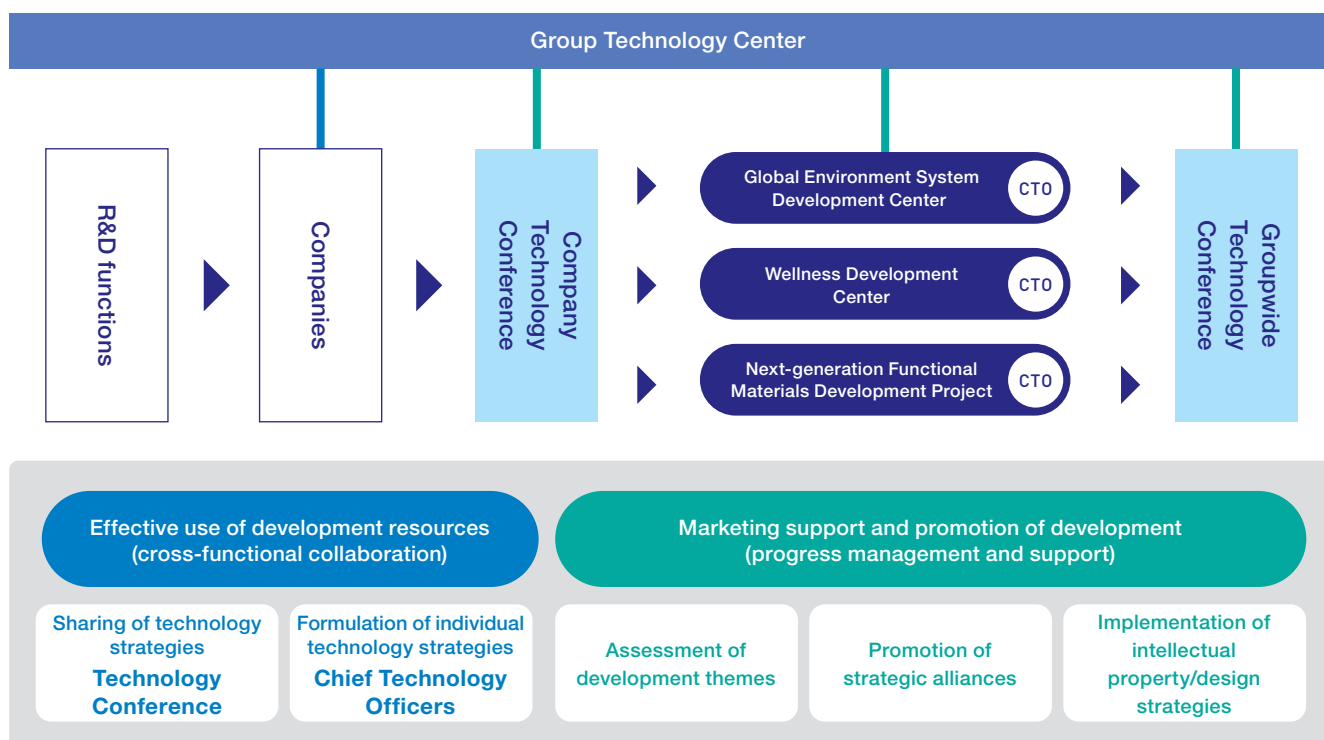 Group Technology Center
R&D functions
Companies
Company
Technology
Conference
Global Environment System
Development Center
CTO
Wellness Development
Center
CTO
Next-generation Functional
Materials Development Project
CTO
Groupwide
Technology
Conference
Effective use of development resources
(cross-functional collaboration)
Marketing support and promotion of development
(progress management and support)
Sharing of technology
strategies
Technology
Conference
Formulation of individual
technology strategies
Chief Technology
Officers
Assessment of
development themes
Promotion of
strategic alliances
Implementation of
intellectual
property/design
strategies